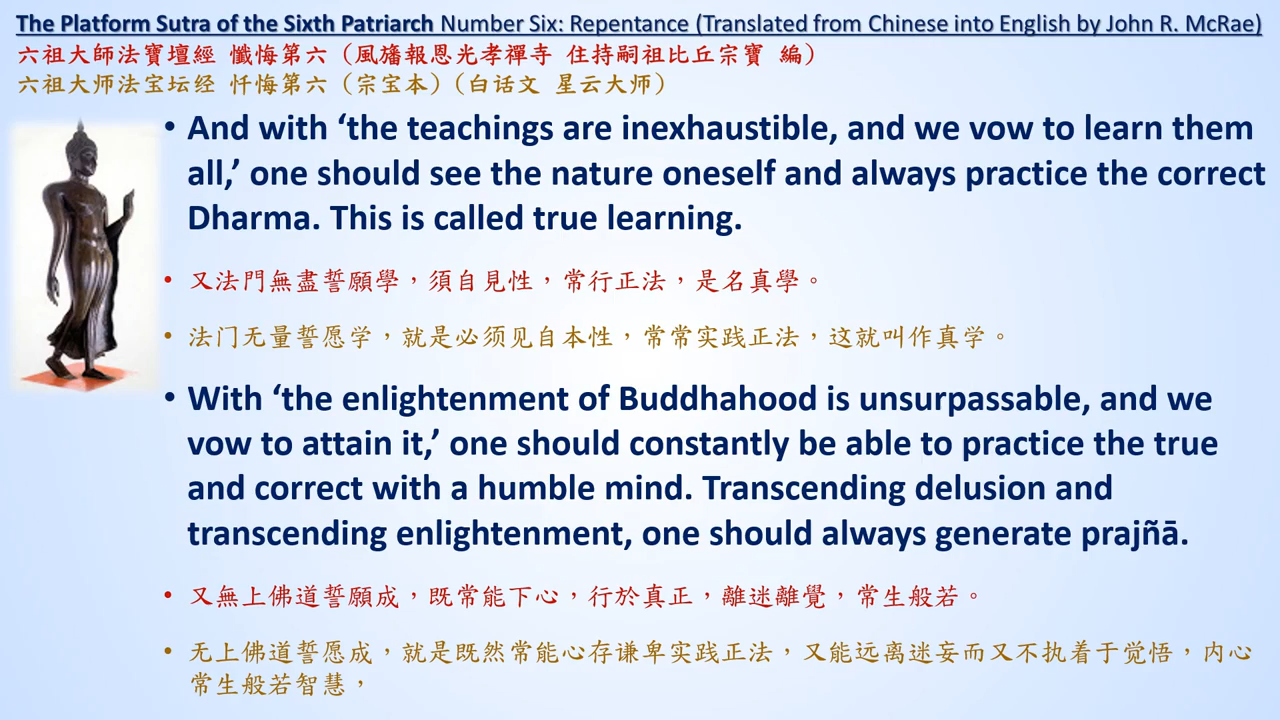 The Platform Sutra of the Sixth Patriarch Number Six: Repentance (Translated from Chinese into English by John R. McRae)
六祖大師法寶壇經 懺悔第六 (風旛報恩光孝禪寺 住持嗣祖比丘宗寶 編)
六祖大师法宝坛经 忏悔第六 (宗宝本) (白话文 星云大师)
• And with ‘the teachings are inexhaustible, and we vow to learn them
all,’ one should see the nature oneself and always practice the correct
Dharma. This is called true learning.
• 又法門無盡誓願學，須自見性，常行正法，是名真學。
• 法门无量誓愿学，就是必须见自本性，常常实践正法，这就叫作真学。
• With ‘the enlightenment of Buddhahood is unsurpassable, and we
vow to attain it,’ one should constantly be able to practice the true
and correct with a humble mind. Transcending delusion and
transcending enlightenment, one should always generate prajñā.
• 又無上佛道誓願成，既常能下心，行於真正，離迷離覺，常生般若。
• 无上佛道誓愿成，就是既然常能心存谦卑实践正法，又能远离迷妄而又不执着于觉悟，内心
常生般若智慧，